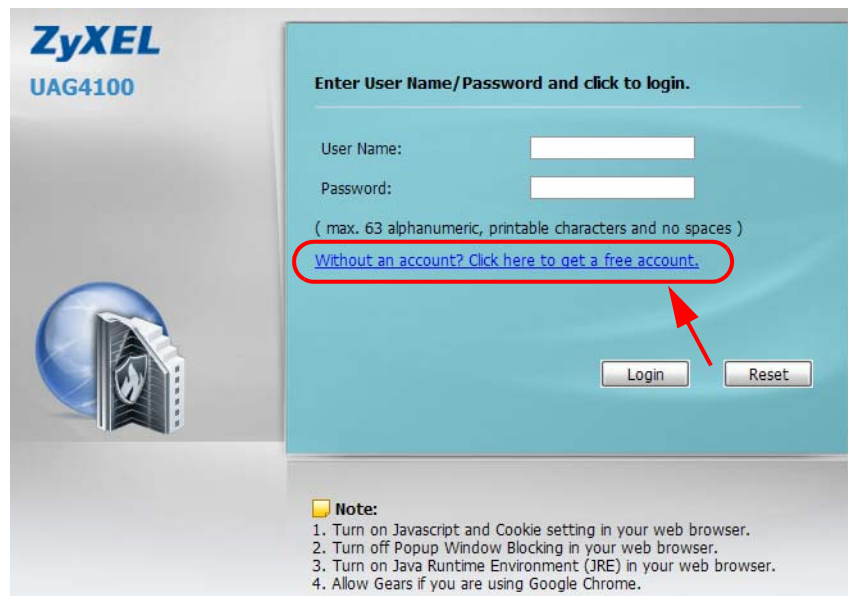 ZyXEL
UAG4100
Enter User Name/Password and click to login.
User Name:
Password:
( max. 63 alphanumeric, printable characters and no spaces )
Without an account? Click here to get a free account.
Login
Reset
Note:
1. Turn on Javascript and Cookie setting in your web browser.
2. Turn off Popup Window Blocking in your web browser.
3. Turn on Java Runtime Environment (JRE) in your web browser.
4. Allow Gears if you are using Google Chrome.